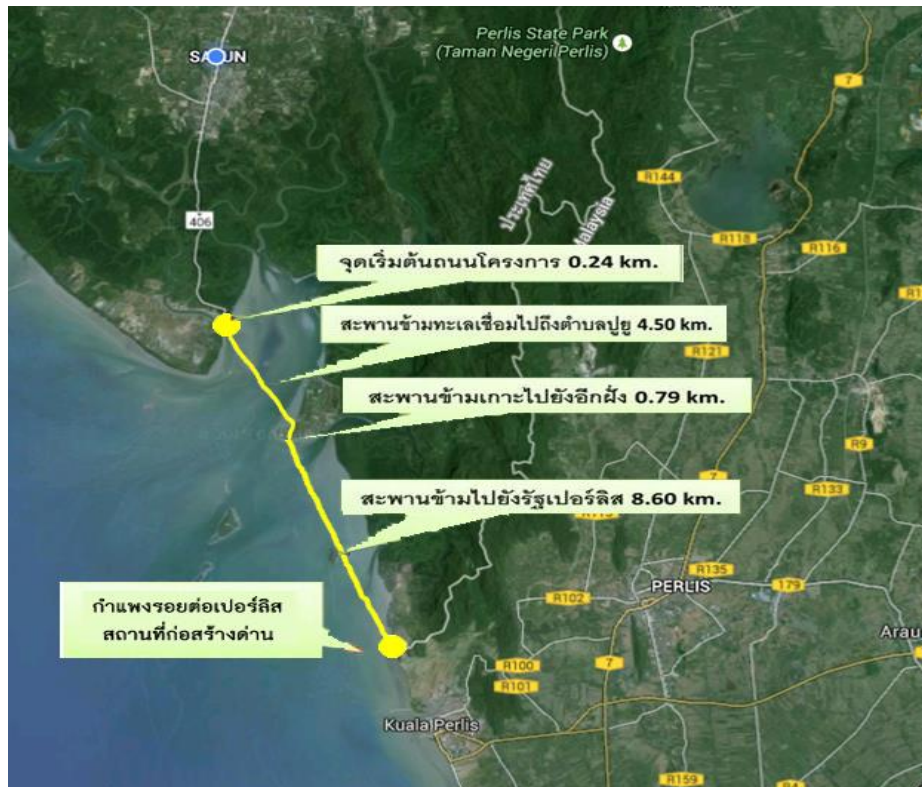 Perlis State Park
(Taman Negeri Perlis)
SATUN
7
R144
ประเทศไทย
Malaysia
406
R118
R116
จุดเริ่มต้นถนนโครงการ 0.24 km.
สะพานข้ามทะเลเชื่อมไปถึงตำบลปูยู 4.50 km.
R121
สะพานข้ามเกาะไปยังอีกฝั่ง 0.79 km.
R9
7
R133
สะพานข้ามไปยังรัฐเปอร์ลิส 8.60 km.
R135
179
PERLIS
R102
กำแพงรอยต่อเปอร์ลิส
สถานที่ก่อสร้างด่าน
Arau
R100
7
R101
Kuala Perlis
R159
R4